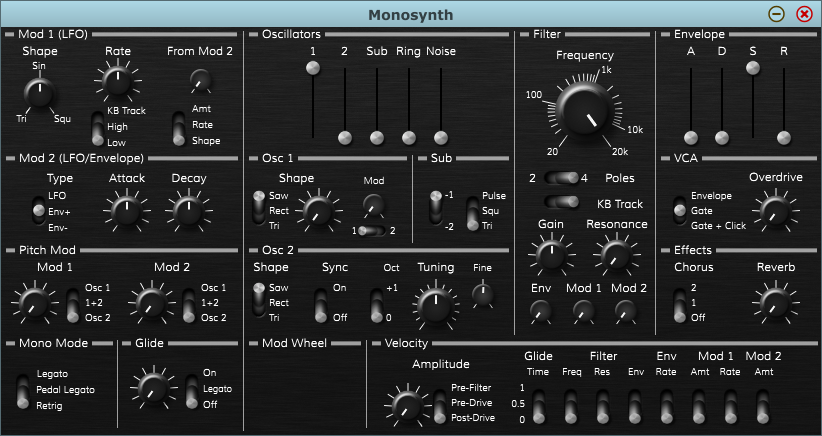 Monosynth
Mod 1 (LFO)
Shape
Rate
From Mod 2
Sin
Tri
Squ
KB Track
High
Low
Amt
Rate
Shape
Oscillators
1
2
Sub
Ring
Noise
Filter
Frequency
100
1k
10k
20
20k
2
4
Poles
KB Track
Gain
Resonance
Env
Mod 1
Mod 2
Envelope
A
D
S
R
Mod 2 (LFO/Envelope)
Type
Attack
Decay
LFO
Env+
Env-
Osc 1
Shape
Mod
Saw
Rect
Tri
1
2
Sub
-1
-2
Pulse
Squ
Tri
VCA
Overdrive
Envelope
Gate
Gate + Click
Pitch Mod
Mod 1
Mod 2
Osc 1
1+2
Osc 2
Osc 1
1+2
Osc 2
Osc 2
Shape
Sync
Oct
Tuning
Fine
Saw
Rect
Tri
On
Off
+1
0
Effects
Chorus
Reverb
2
1
Off
Mono Mode
Legato
Pedal Legato
Retrig
Glide
On
Legato
Off
Mod Wheel
Velocity
Amplitude
Pre-Filter
Pre-Drive
Post-Drive
Glide
Filter
Env
Mod 1
Mod 2
Time
Freq
Res
Env
Rate
Amt
Rate
Amt
1
0.5
0